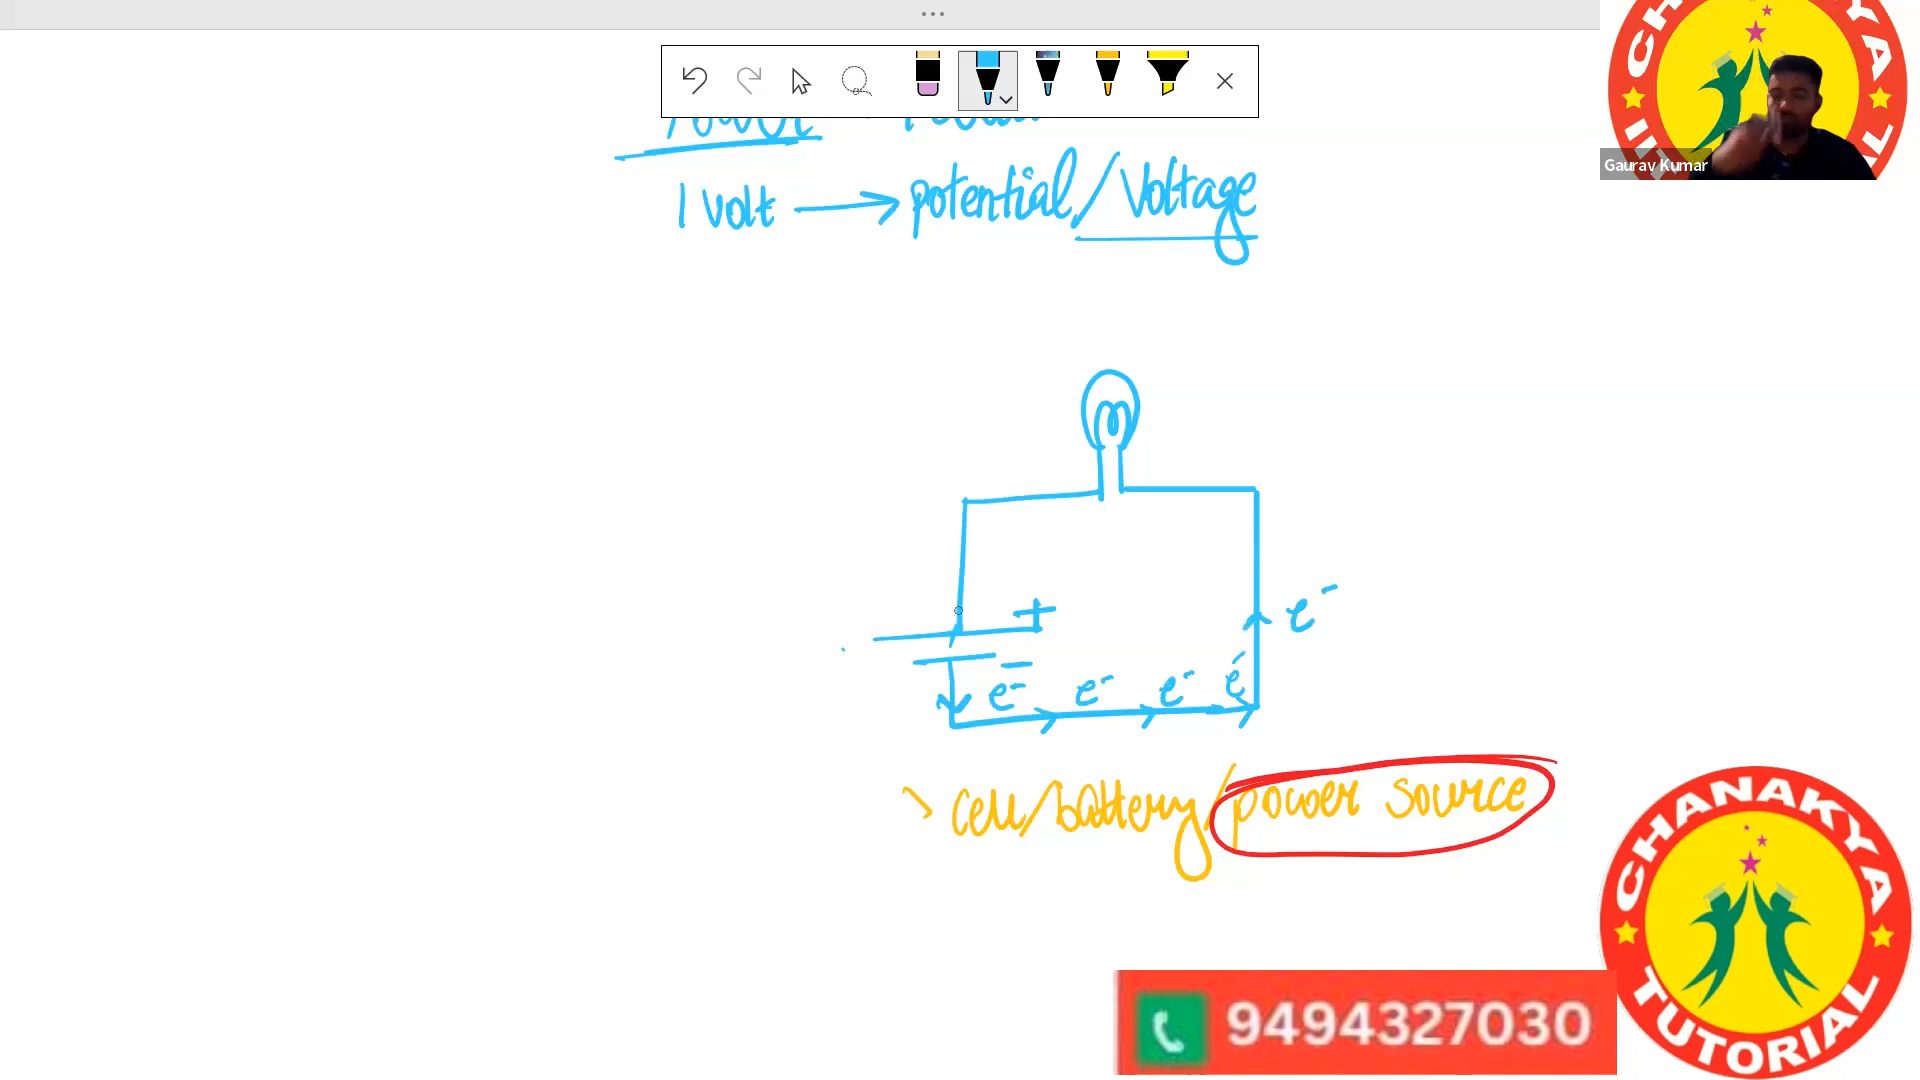 1 volt → potential/Voltage
+
e⁻
−
e⁻ e⁻ e⁻ e⁻
cell/battery/power source
Gaurav Kumar
CHANAKYA
TUTORIAL
9494327030